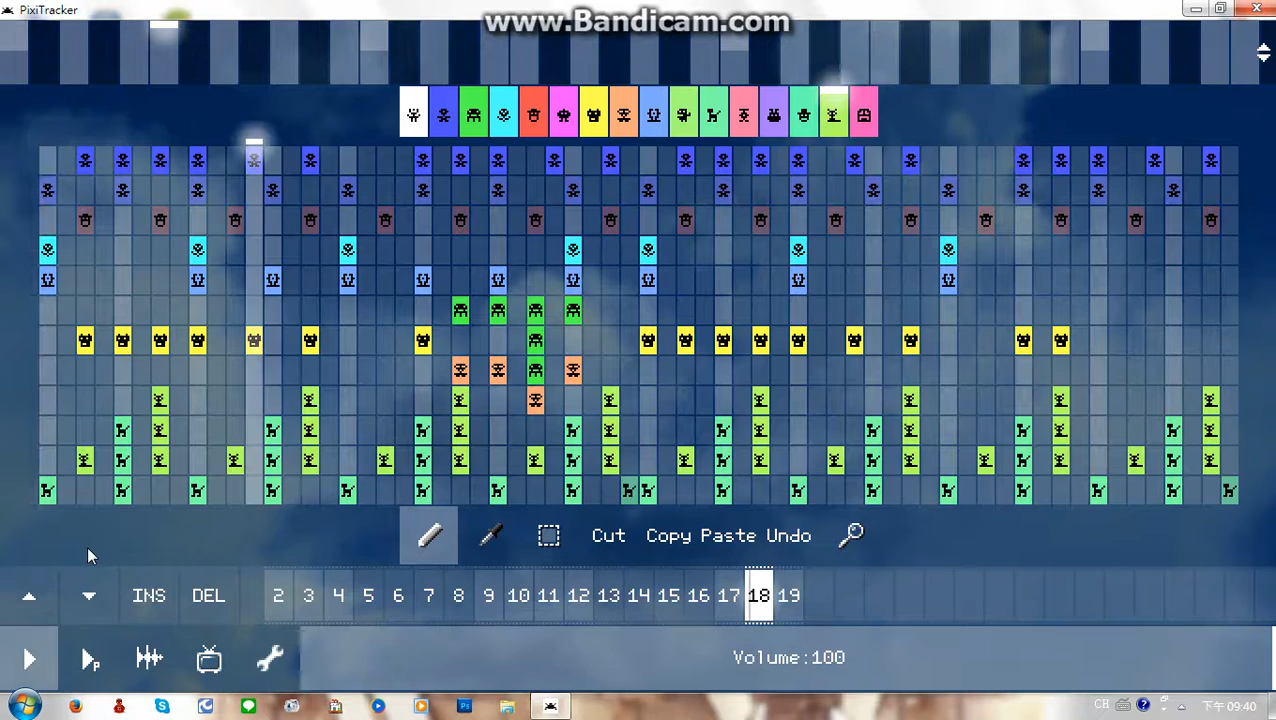 PixiTracker
www.Bandicam.com
Cut Copy Paste Undo
INS DEL 2 3 4 5 6 7 8 9 10 11 12 13 14 15 16 17 18 19
P Volume:100
CH 下午 09:40